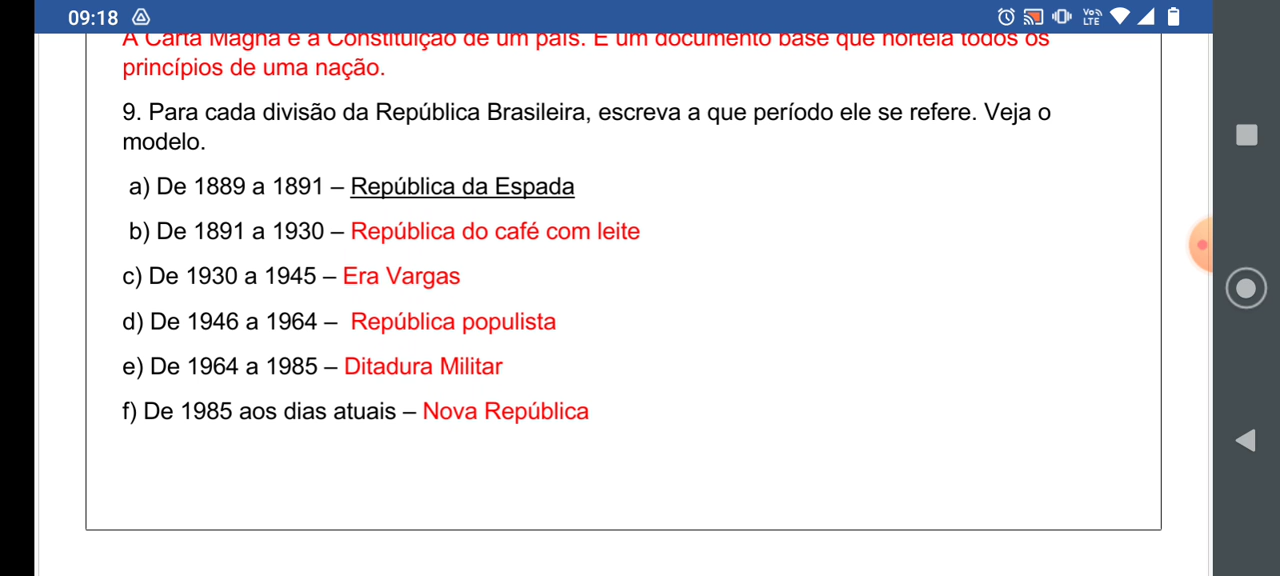 09:18
Vo LTE
A Carta Magna é a Constituição de um país. É um documento base que norteia todos os
princípios de uma nação.
9. Para cada divisão da República Brasileira, escreva a que período ele se refere. Veja o
modelo.
a) De 1889 a 1891 – República da Espada
b) De 1891 a 1930 – República do café com leite
c) De 1930 a 1945 – Era Vargas
d) De 1946 a 1964 – República populista
e) De 1964 a 1985 – Ditadura Militar
f) De 1985 aos dias atuais – Nova República